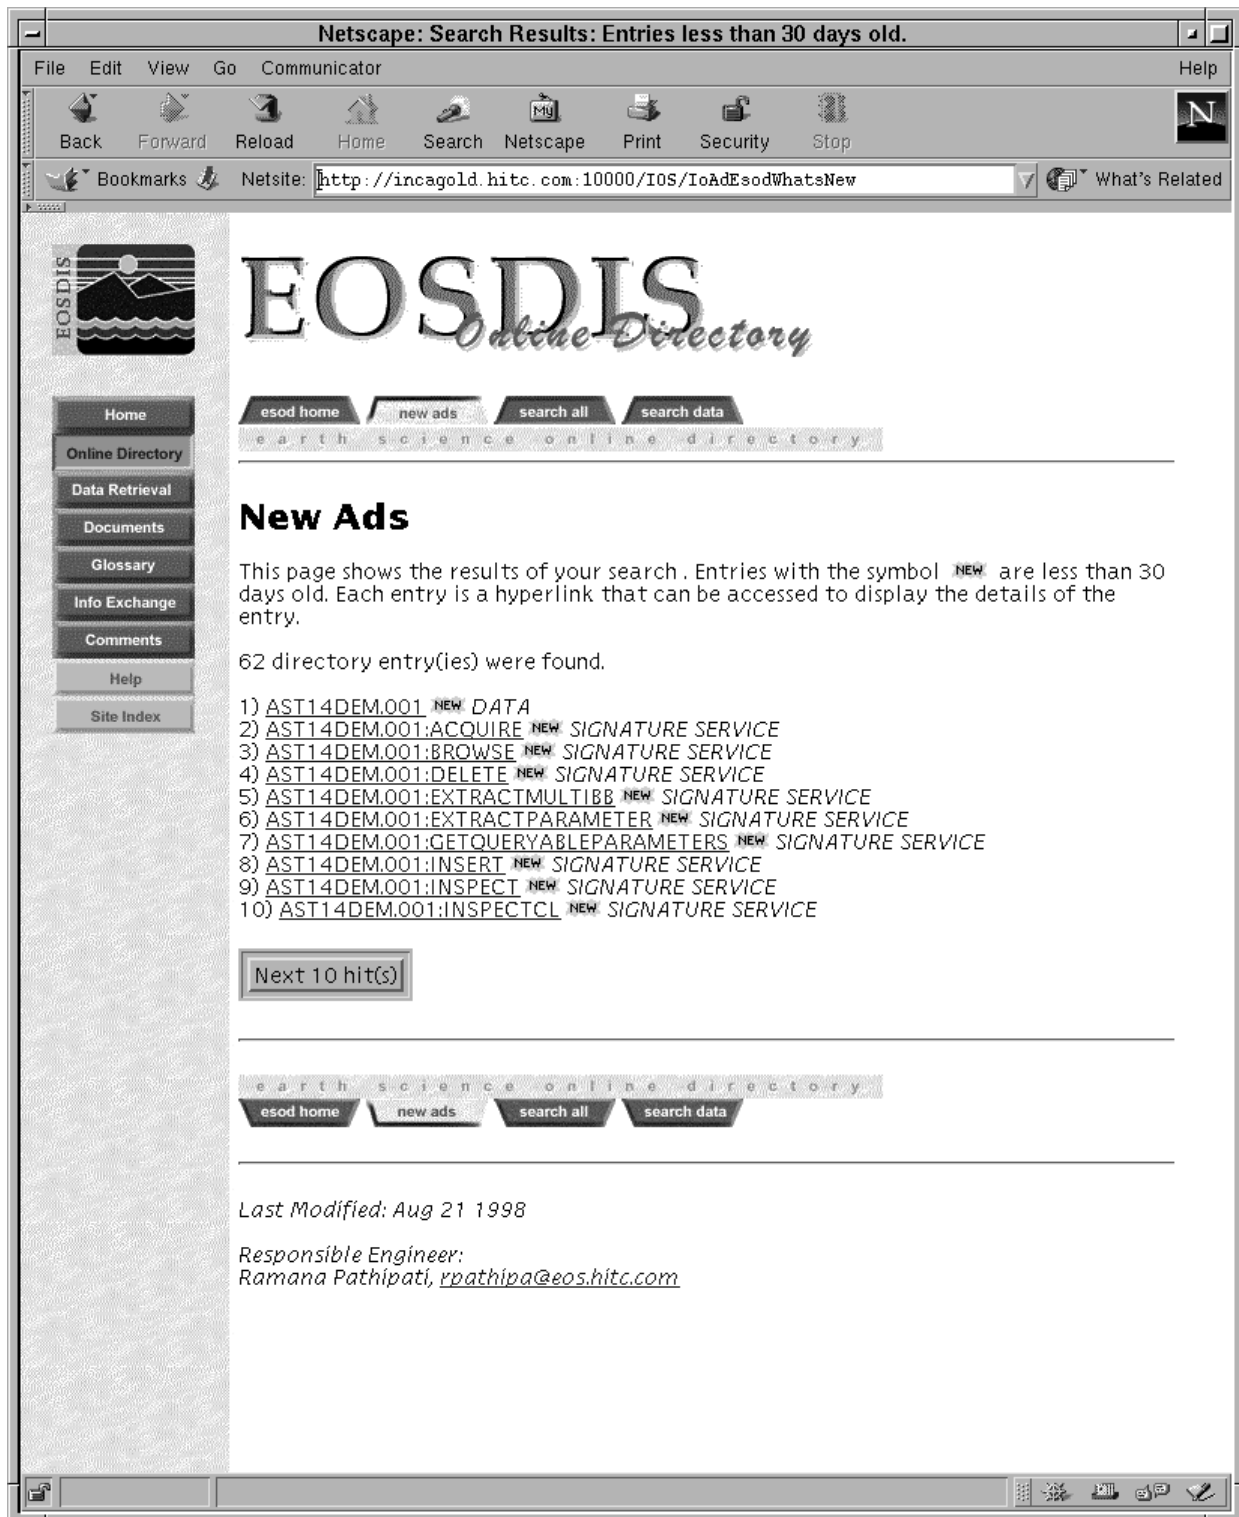 Netscape: Search Results: Entries less than 30 days old.
File Edit View Go Communicator Help
Back Forward Reload Home Search Netscape Print Security Stop
My
N
Bookmarks Netsite: http://incagold.hitc.com:10000/IOS/IoAdEsodWhatsNew What's Related
EOSDIS
EOSDIS
Online Directory
Home
Online Directory
Data Retrieval
Documents
Glossary
Info Exchange
Comments
Help
Site Index
esod home new ads search all search data
earth science online directory
New Ads
This page shows the results of your search . Entries with the symbol NEW are less than 30
days old. Each entry is a hyperlink that can be accessed to display the details of the
entry.
62 directory entry(ies) were found.
1) AST14DEM.001 NEW DATA
2) AST14DEM.001:ACQUIRE NEW SIGNATURE SERVICE
3) AST14DEM.001:BROWSE NEW SIGNATURE SERVICE
4) AST14DEM.001:DELETE NEW SIGNATURE SERVICE
5) AST14DEM.001:EXTRACTMULTIBB NEW SIGNATURE SERVICE
6) AST14DEM.001:EXTRACTPARAMETER NEW SIGNATURE SERVICE
7) AST14DEM.001:GETQUERYABLEPARAMETERS NEW SIGNATURE SERVICE
8) AST14DEM.001:INSERT NEW SIGNATURE SERVICE
9) AST14DEM.001:INSPECT NEW SIGNATURE SERVICE
10) AST14DEM.001:INSPECTCL NEW SIGNATURE SERVICE
Next 10 hit(s)
earth science online directory
esod home new ads search all search data
Last Modified: Aug 21 1998
Responsible Engineer:
Ramana Pathipati, rpathipa@eos.hitc.com